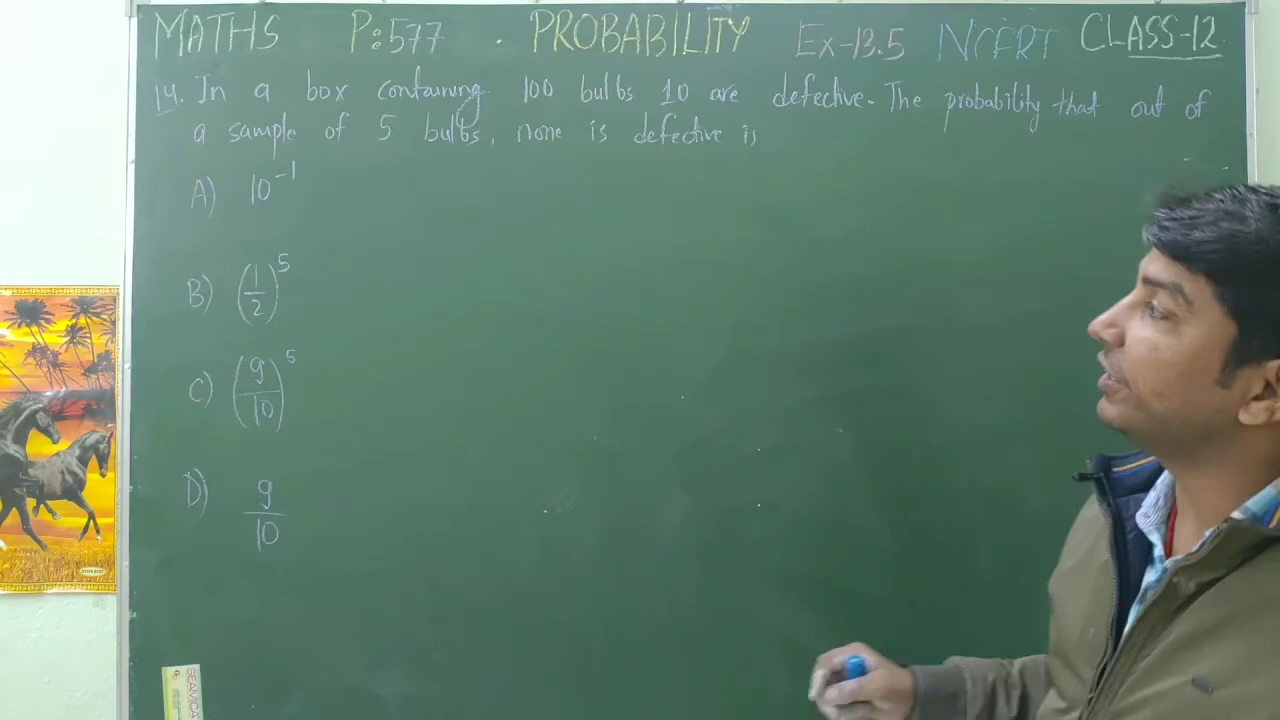 MATHS P:577 . PROBABILITY Ex-13.5 NCERT CLASS-12
14. In a box containing 100 bulbs 10 are defective. The probability that out of
a sample of 5 bulbs, none is defective is
A) 10⁻¹
B) (1/2)⁵
C) (9/10)⁵
D) 9/10